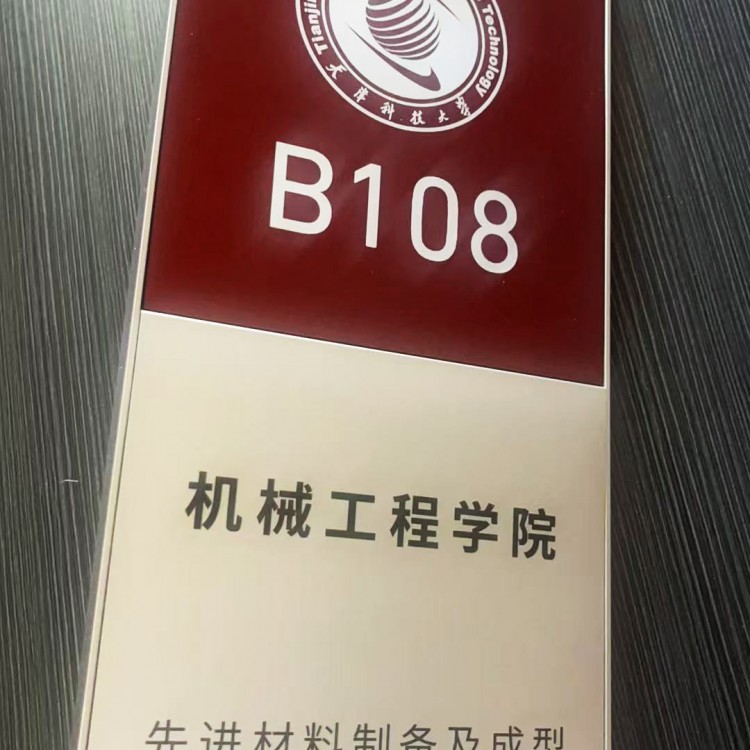 Tianjin
Technology
天津科技大学
B108
机械工程学院
先进材料制备及成型